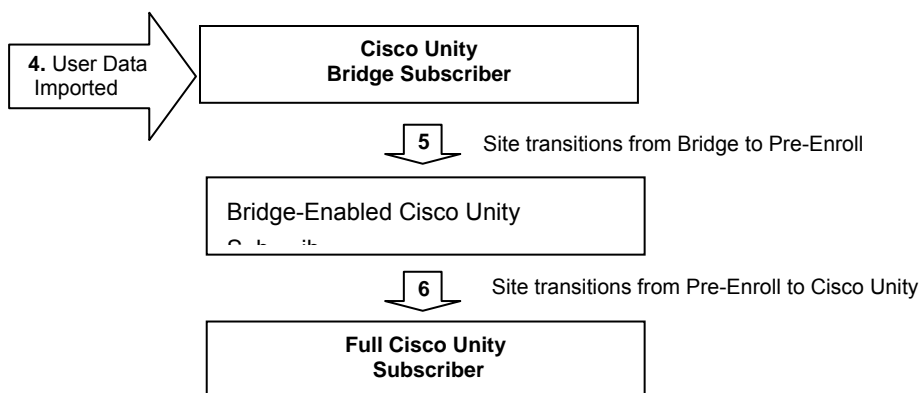 4. User Data
Imported
Cisco Unity
Bridge Subscriber
5
Site transitions from Bridge to Pre-Enroll
Bridge-Enabled Cisco Unity
6
Site transitions from Pre-Enroll to Cisco Unity
Full Cisco Unity
Subscriber